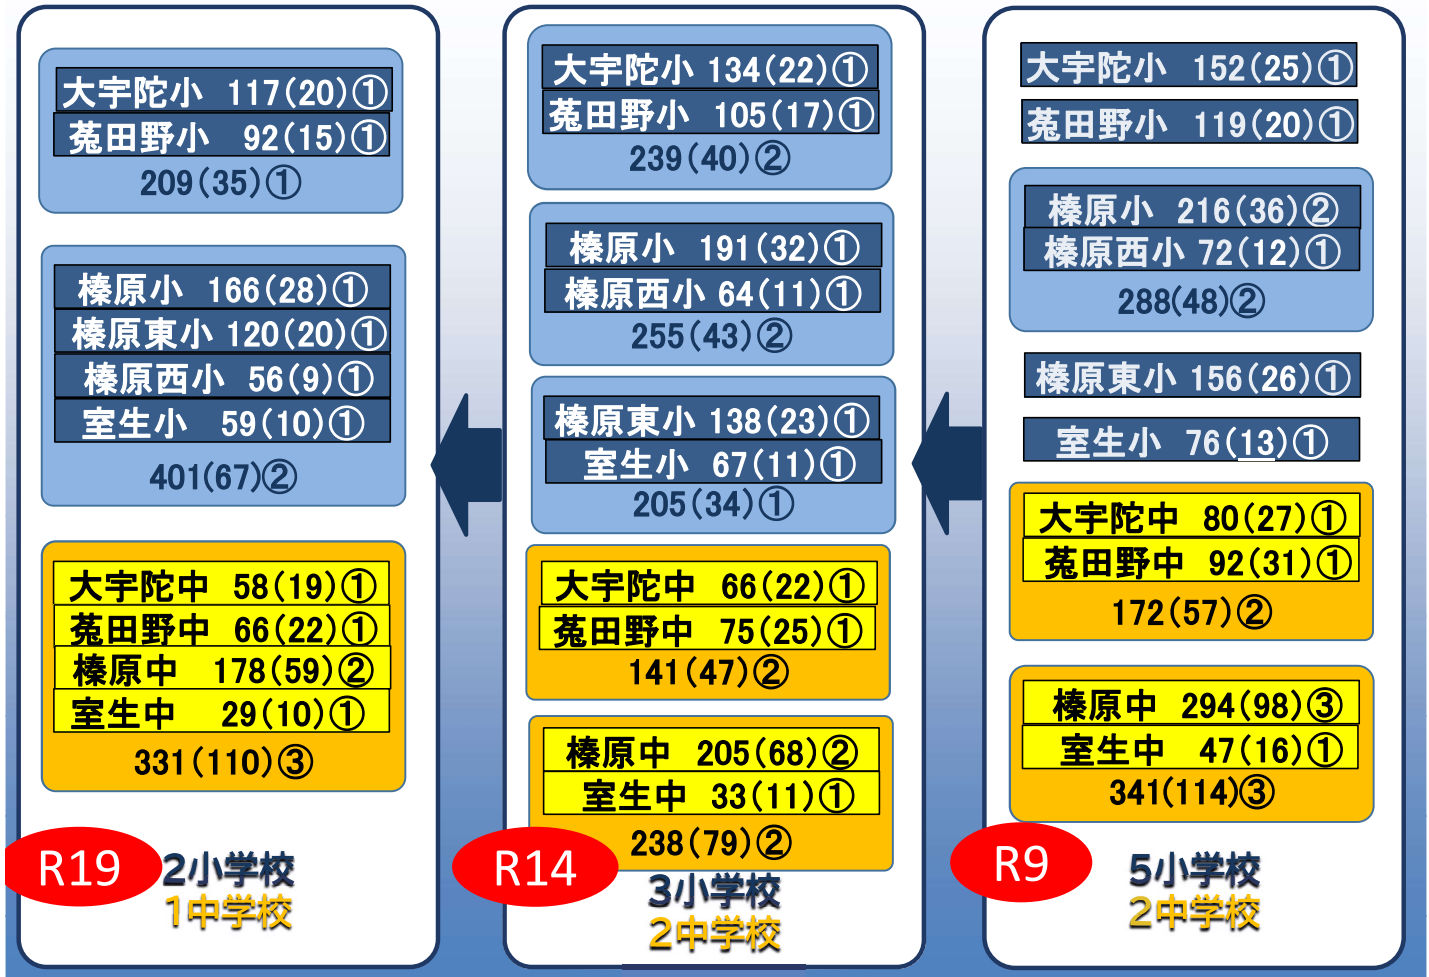 大宇陀小 117(20)①
菟田野小 92(15)①
209(35)①
榛原小 166(28)①
榛原東小 120(20)①
榛原西小 56(9)①
室生小 59(10)①
401(67)②
大宇陀中 58(19)①
菟田野中 66(22)①
榛原中 178(59)②
室生中 29(10)①
331(110)③
R19
2小学校
1中学校
大宇陀小 134(22)①
菟田野小 105(17)①
239(40)②
榛原小 191(32)①
榛原西小 64(11)①
255(43)②
榛原東小 138(23)①
室生小 67(11)①
205(34)①
大宇陀中 66(22)①
菟田野中 75(25)①
141(47)②
榛原中 205(68)②
室生中 33(11)①
238(79)②
R14
3小学校
2中学校
大宇陀小 152(25)①
菟田野小 119(20)①
榛原小 216(36)②
榛原西小 72(12)①
288(48)②
榛原東小 156(26)①
室生小 76(13)①
大宇陀中 80(27)①
菟田野中 92(31)①
172(57)②
榛原中 294(98)③
室生中 47(16)①
341(114)③
R9
5小学校
2中学校